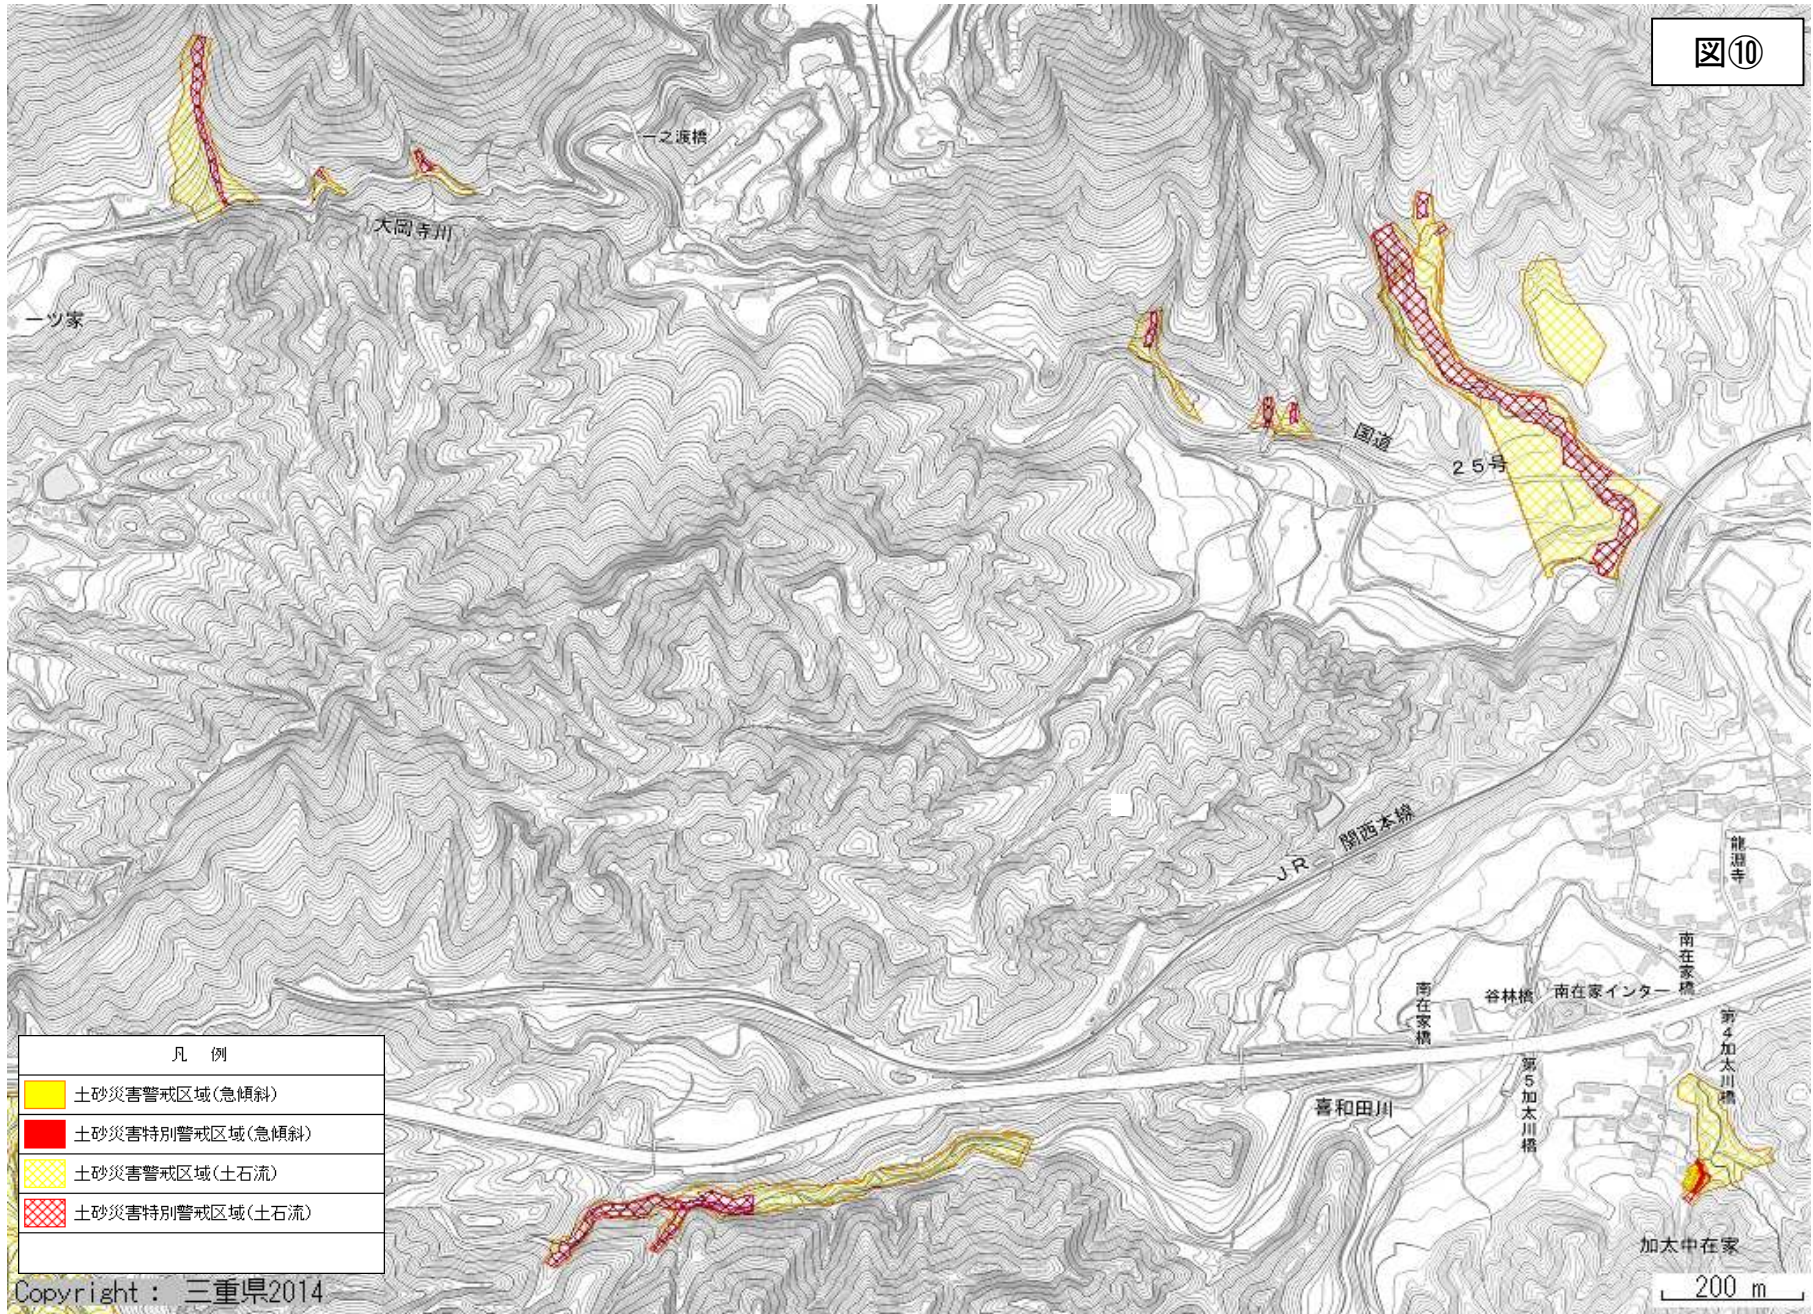 図⑩
一之渡橋
大岡寺川
一ツ家
国道
25号
JR 関西本線
龍淵寺
南在家橋
南在家橋
谷林橋
南在家インター
第4加太川橋
第5加太川橋
喜和田川
加太中在家
凡 例
土砂災害警戒区域(急傾斜)
土砂災害特別警戒区域(急傾斜)
土砂災害警戒区域(土石流)
土砂災害特別警戒区域(土石流)
Copyright : 三重県2014
200 m